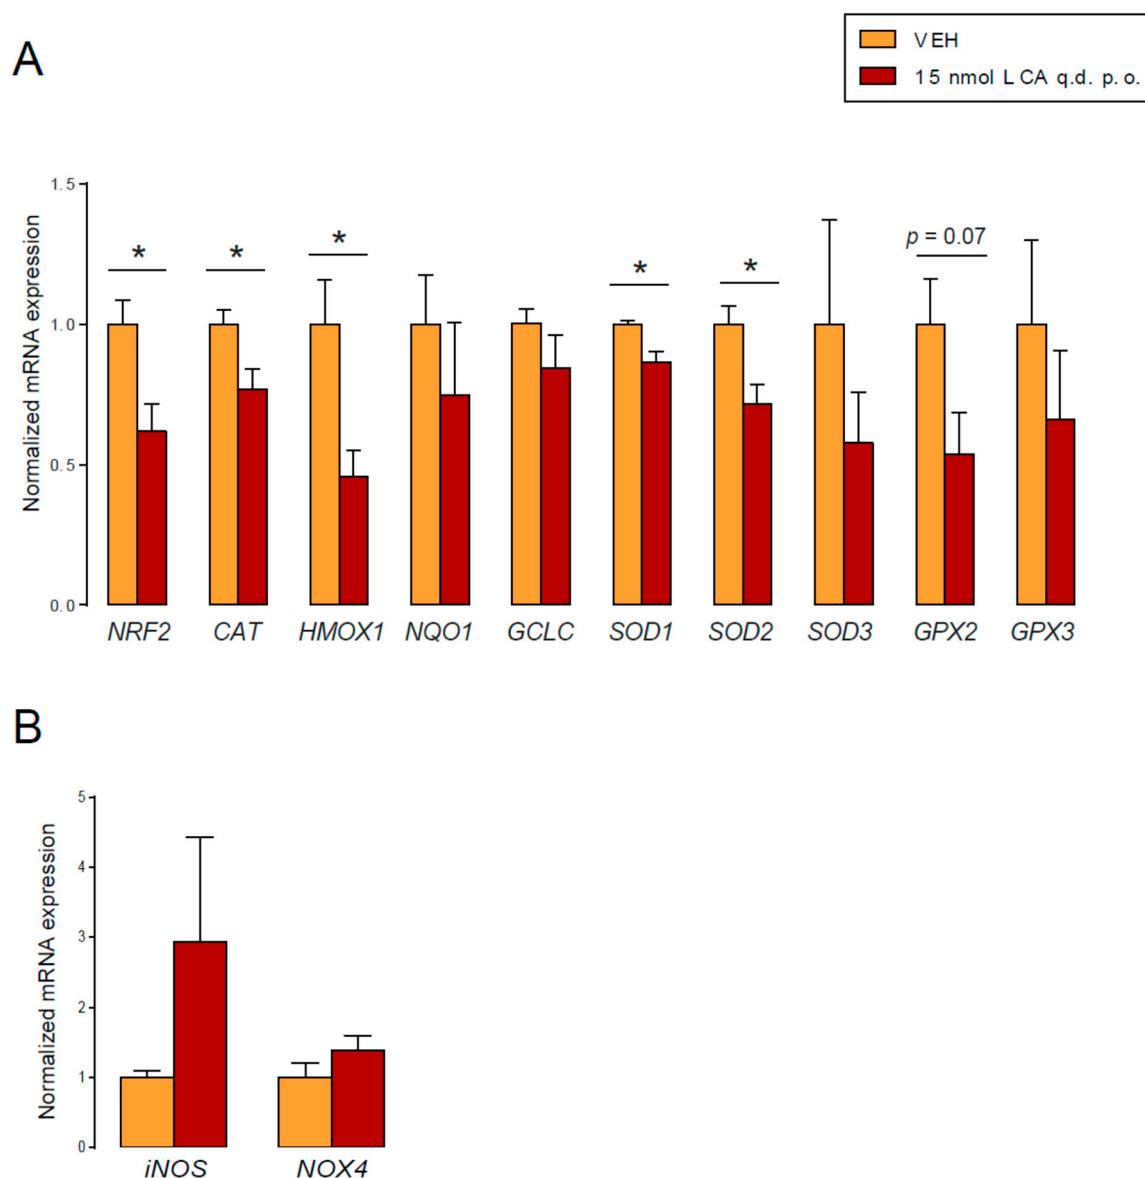 A
VEH
15 nmol LCA q.d. p.o.
Normalized mRNA expression
1.5
1.0
0.5
0.0
*
*
*
*
*
p = 0.07
NRF2 CAT HMOX1 NQO1 GCLC SOD1 SOD2 SOD3 GPX2 GPX3
B
Normalized mRNA expression
5
4
3
2
1
0
iNOS NOX4